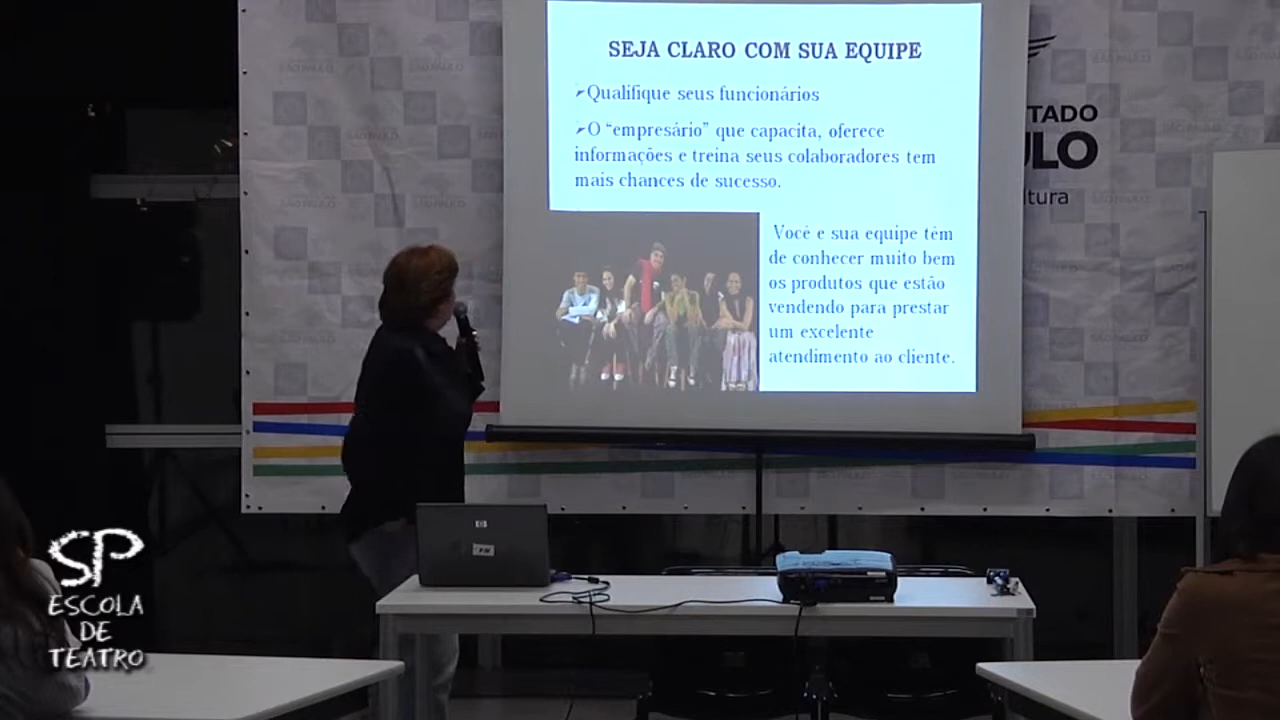 SEJA CLARO COM SUA EQUIPE
➢Qualifique seus funcionários
➢O “empresário” que capacita, oferece
informações e treina seus colaboradores tem
mais chances de sucesso.
Você e sua equipe têm
de conhecer muito bem
os produtos que estão
vendendo para prestar
um excelente
atendimento ao cliente.
TADO
ULO
ltura
hp
SP
ESCOLA
DE
TEATRO